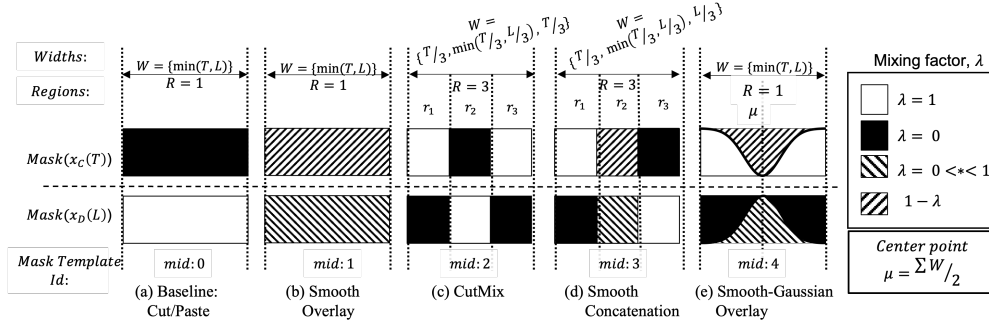 W =
{T/3, min(T/3, L/3), T/3}
W =
{T/3, min(T/3, L/3), L/3}
Widths:
W = {min(T, L)}
W = {min(T, L)}
W = {min(T, L)}
Mixing factor, λ
Regions:
R = 1
R = 1
R = 3
R = 3
R = 1
r1 r2 r3
r1 r2 r3
μ
λ = 1
λ = 0
λ = 0 <*< 1
1 − λ
Mask(xC(T))
Mask(xD(L))
Mask Template
Id:
mid: 0
mid: 1
mid: 2
mid: 3
mid: 4
Center point
μ = ΣW/2
(a) Baseline:
Cut/Paste
(b) Smooth
Overlay
(c) CutMix
(d) Smooth
Concatenation
(e) Smooth-Gaussian
Overlay